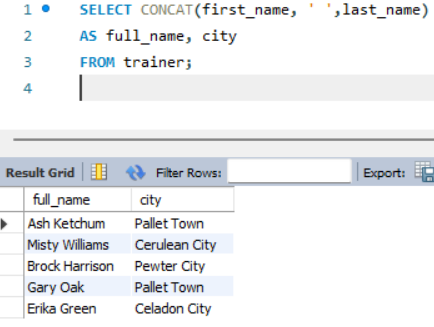 1 SELECT CONCAT(first_name, ' ',last_name)
2 AS full_name, city
3 FROM trainer;
4
Result Grid Filter Rows: Export:
full_name city
Ash Ketchum Pallet Town
Misty Williams Cerulean City
Brock Harrison Pewter City
Gary Oak Pallet Town
Erika Green Celadon City